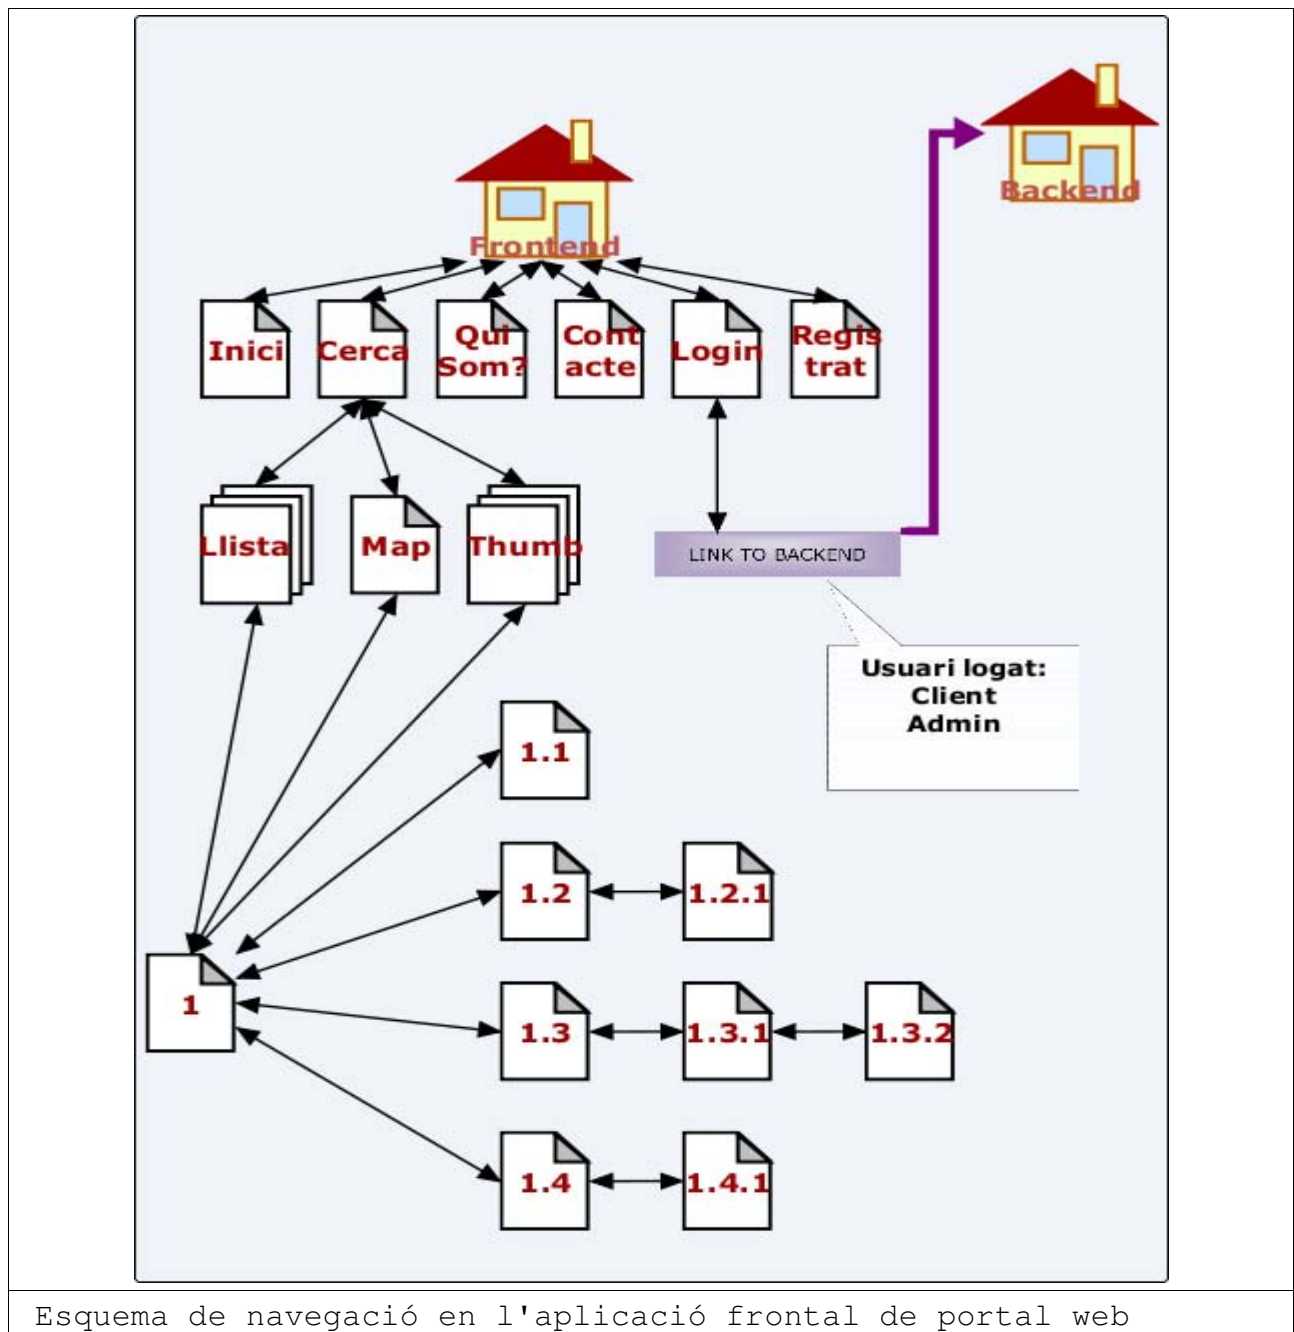 Backend
Frontend
Inici
Cerca
Qui
Som?
Cont
acte
Login
Regis
trat
Llista
Map
Thumb
LINK TO BACKEND
Usuari logat:
Client
Admin
1.1
1.2
1.2.1
1
1.3
1.3.1
1.3.2
1.4
1.4.1
Esquema de navegació en l'aplicació frontal de portal web